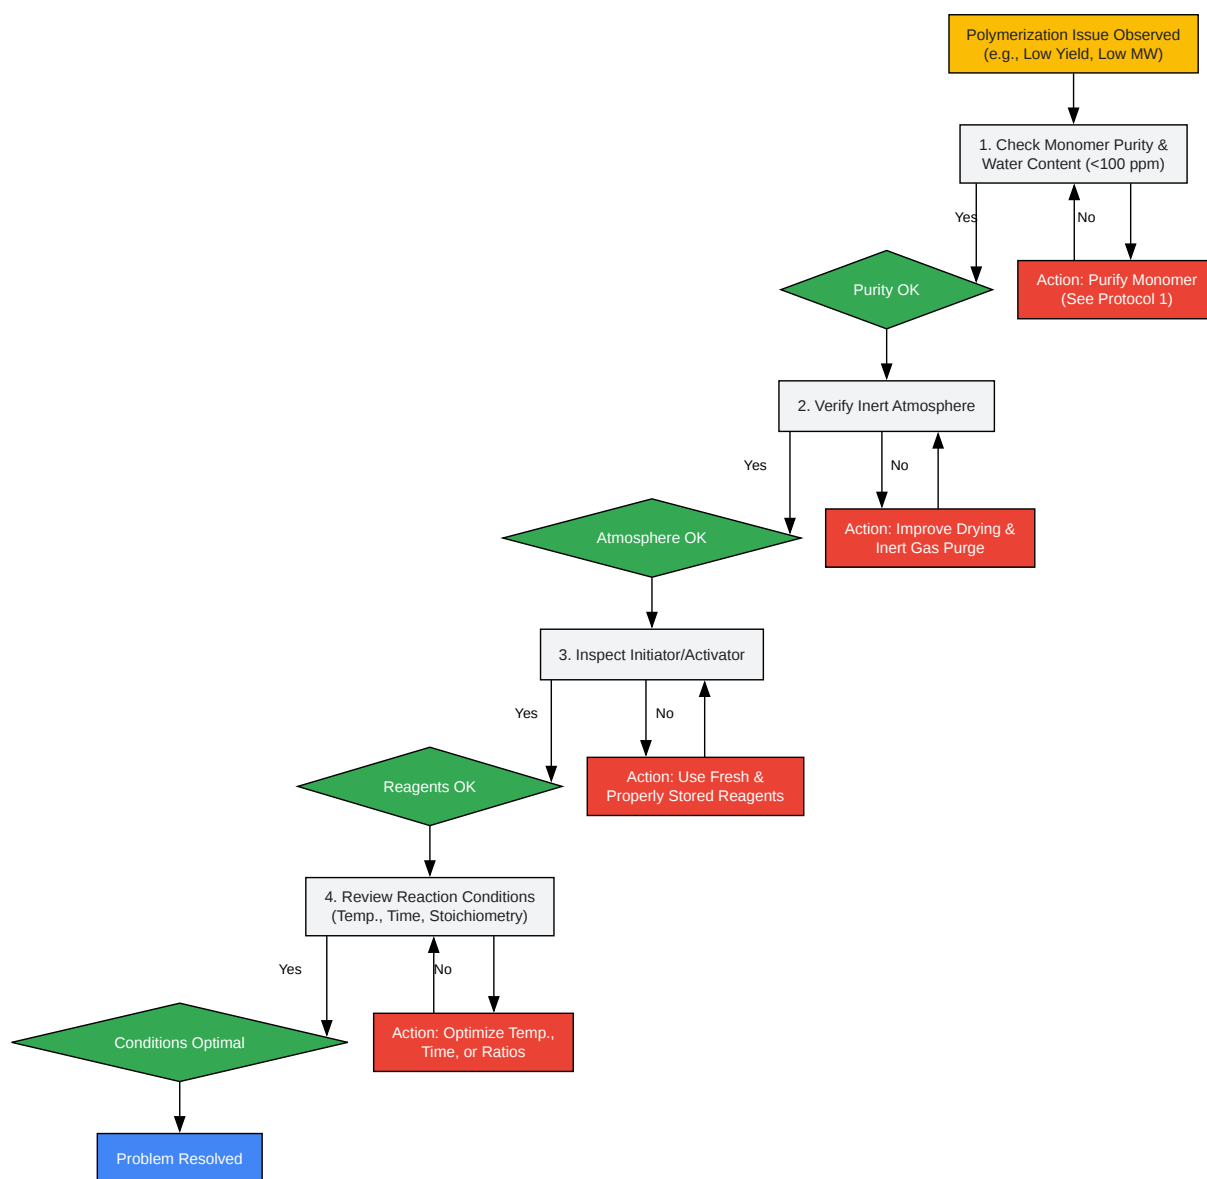 Polymerization Issue Observed
(e.g., Low Yield, Low MW)
1. Check Monomer Purity &
Water Content (<100 ppm)
Yes
No
Purity OK
Action: Purify Monomer
(See Protocol 1)
2. Verify Inert Atmosphere
Yes
No
Atmosphere OK
Action: Improve Drying &
Inert Gas Purge
3. Inspect Initiator/Activator
Yes
No
Reagents OK
Action: Use Fresh &
Properly Stored Reagents
4. Review Reaction Conditions
(Temp., Time, Stoichiometry)
Yes
No
Conditions Optimal
Action: Optimize Temp.,
Time, or Ratios
Problem Resolved